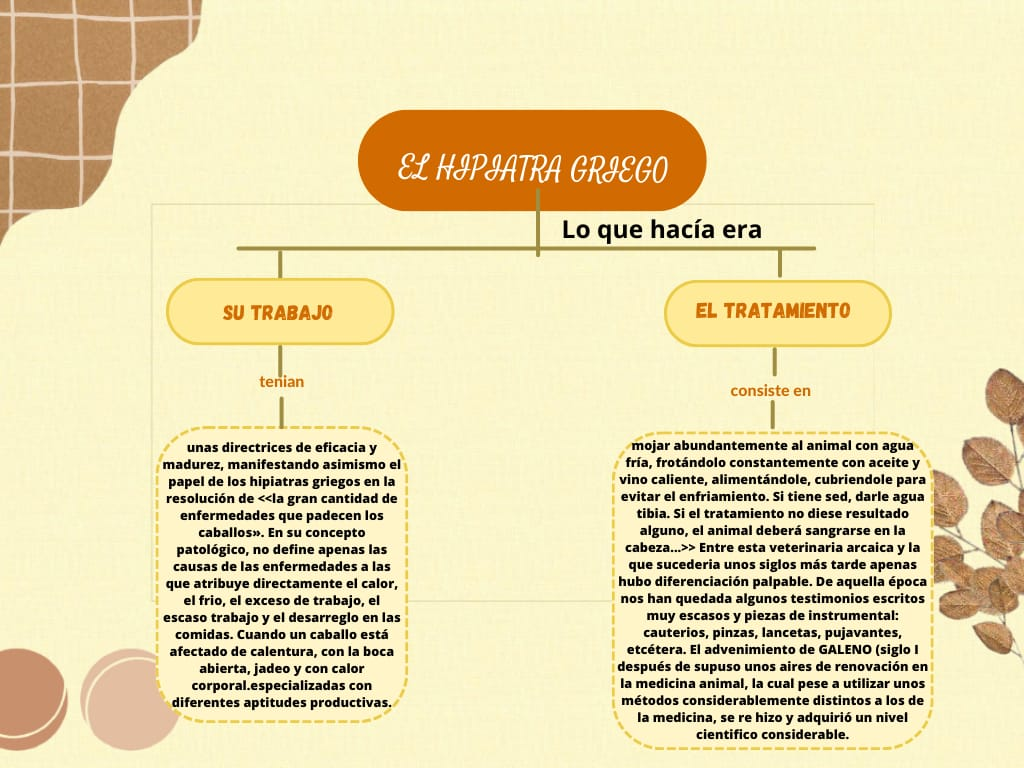 EL HIPIATRA GRIEGO
Lo que hacía era
SU TRABAJO
tenian
unas directrices de eficacia y
madurez, manifestando asimismo el
papel de los hipiatras griegos en la
resolución de <<la gran cantidad de
enfermedades que padecen los
caballos». En su concepto
patológico, no define apenas las
causas de las enfermedades a las
que atribuye directamente el calor,
el frio, el exceso de trabajo, el
escaso trabajo y el desarreglo en las
comidas. Cuando un caballo está
afectado de calentura, con la boca
abierta, jadeo y con calor
corporal.especializadas con
diferentes aptitudes productivas.
EL TRATAMIENTO
consiste en
mojar abundantemente al animal con agua
fría, frotándolo constantemente con aceite y
vino caliente, alimentándole, cubriendole para
evitar el enfriamiento. Si tiene sed, darle agua
tibia. Si el tratamiento no diese resultado
alguno, el animal deberá sangrarse en la
cabeza...>> Entre esta veterinaria arcaica y la
que sucederia unos siglos más tarde apenas
hubo diferenciación palpable. De aquella época
nos han quedada algunos testimonios escritos
muy escasos y piezas de instrumental:
cauterios, pinzas, lancetas, pujavantes,
etcétera. El advenimiento de GALENO (siglo I
después de supuso unos aires de renovación en
la medicina animal, la cual pese a utilizar unos
métodos considerablemente distintos a los de
la medicina, se re hizo y adquirió un nivel
cientifico considerable.